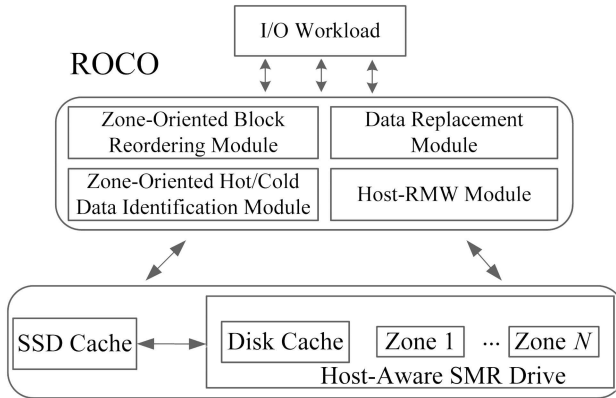 I/O Workload
ROCO
Zone-Oriented Block
Reordering Module
Data Replacement
Module
Zone-Oriented Hot/Cold
Data Identification Module
Host-RMW Module
SSD Cache
Disk Cache
Zone 1
...
Zone N
Host-Aware SMR Drive